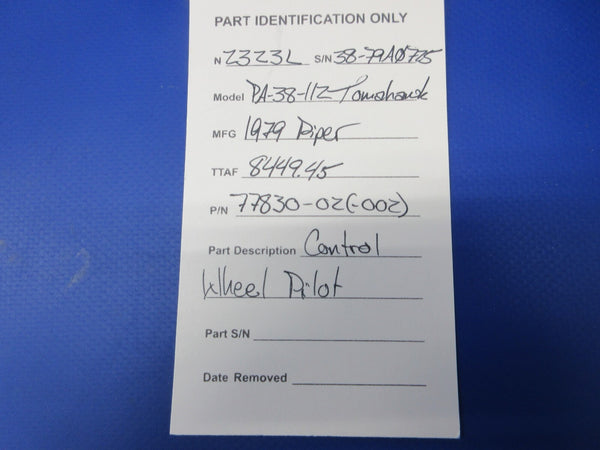 PART IDENTIFICATION ONLY
N 2323L S/N 38-79A0775
Model PA-38-112 Tomahawk
MFG 1979 Piper
TTAF 8449.45
P/N 77830-02(-002)
Part Description Control
Wheel Pilot
Part S/N
Date Removed